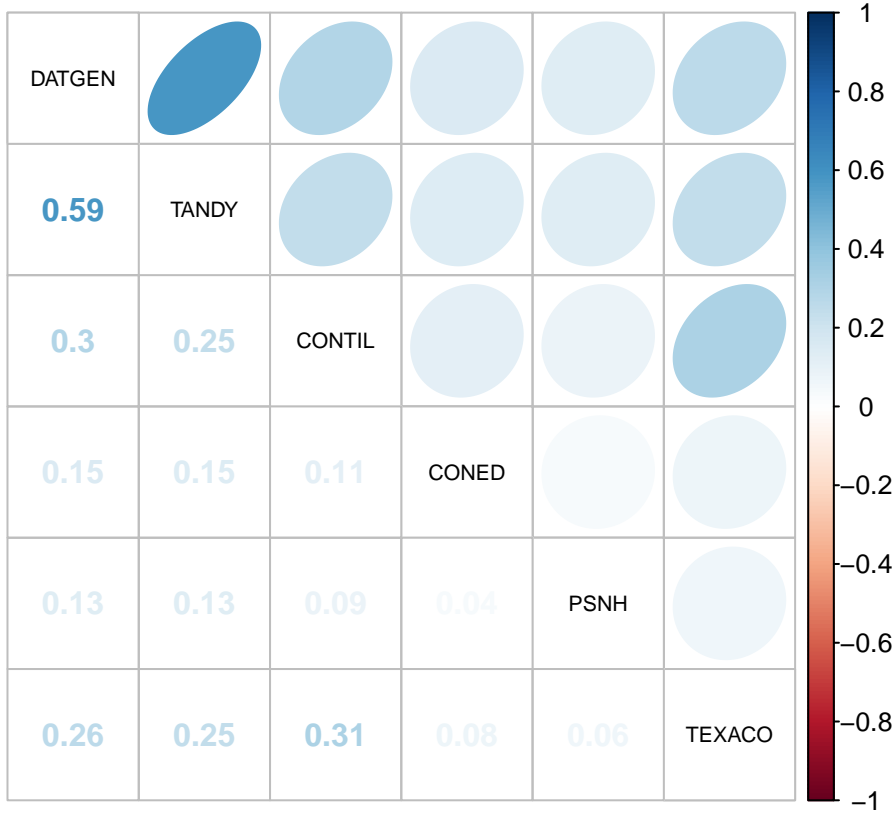 DATGEN
0.59 TANDY
0.3 0.25 CONTIL
0.15 0.15 0.11 CONED
0.13 0.13 0.09 0.04 PSNH
0.26 0.25 0.31 0.08 0.06 TEXACO
1
0.8
0.6
0.4
0.2
0
−0.2
−0.4
−0.6
−0.8
−1